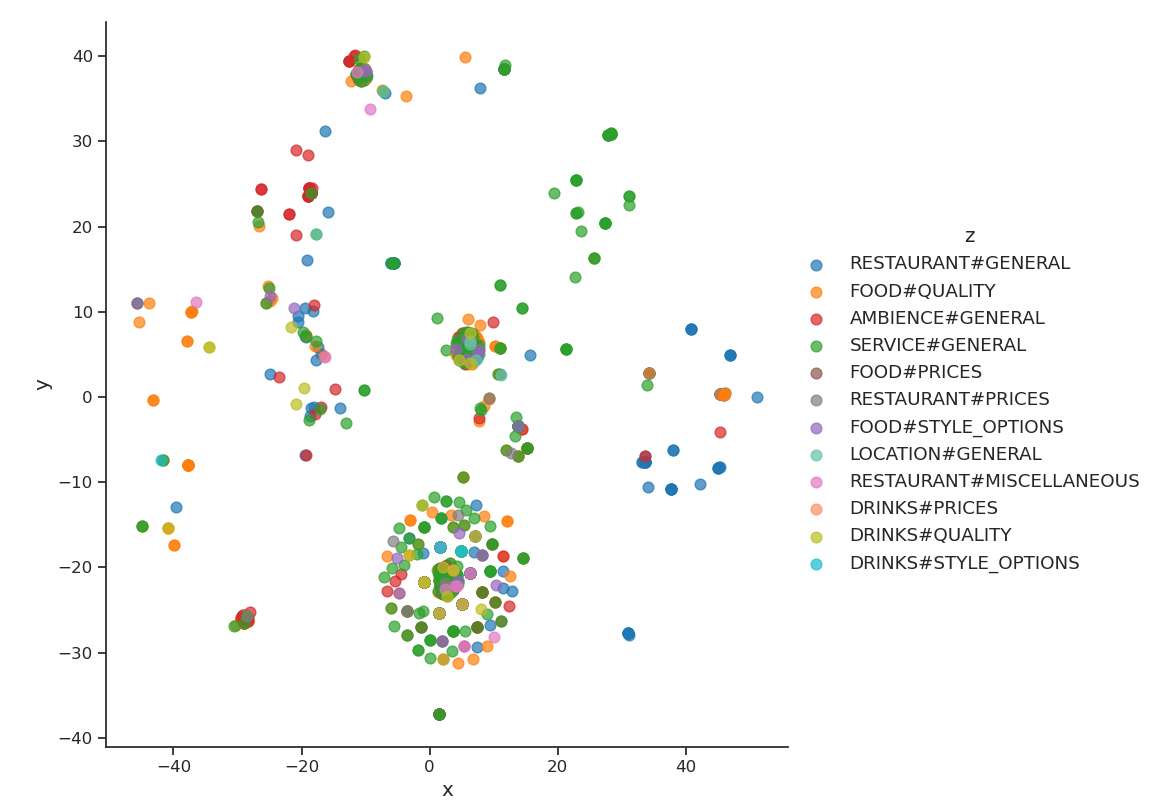 40
30
20
10
0
−10
−20
−30
−40
y
−40
−20
0
20
40
x
z
RESTAURANT#GENERAL
FOOD#QUALITY
AMBIENCE#GENERAL
SERVICE#GENERAL
FOOD#PRICES
RESTAURANT#PRICES
FOOD#STYLE_OPTIONS
LOCATION#GENERAL
RESTAURANT#MISCELLANEOUS
DRINKS#PRICES
DRINKS#QUALITY
DRINKS#STYLE_OPTIONS